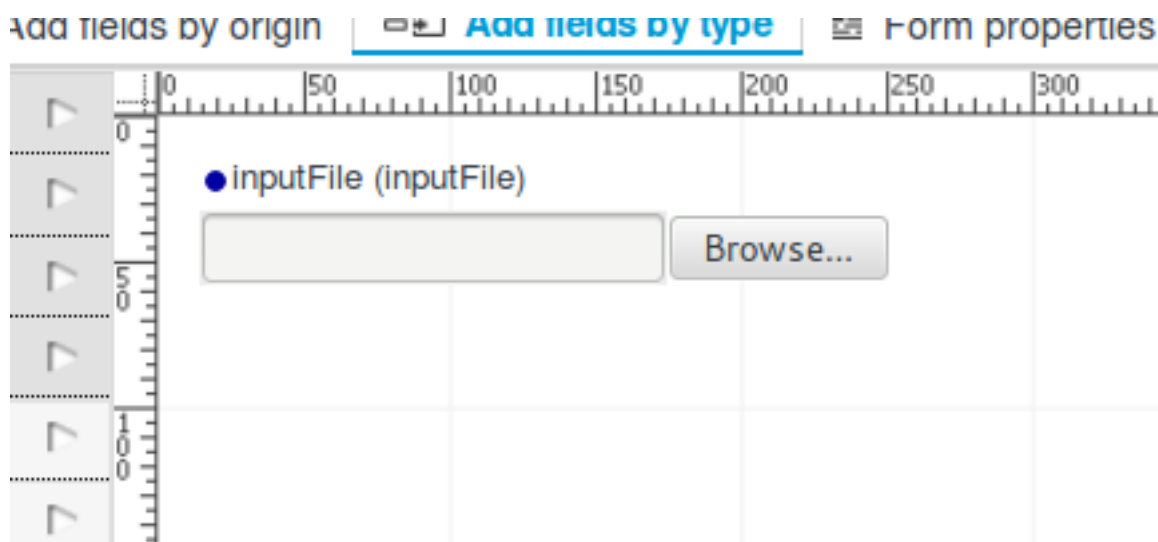 Add fields by origin Add fields by type Form properties
0 50 100 150 200 250 300
0
inputFile (inputFile)
Browse...
50
100